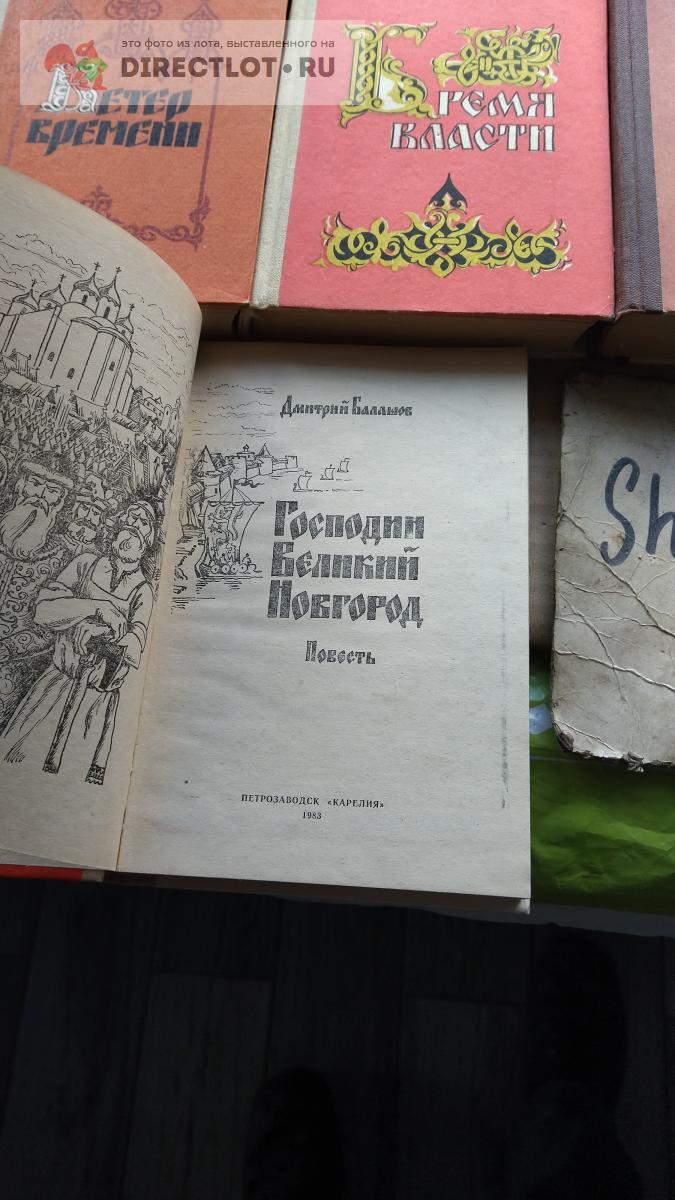 это фото из лота, выставленного на
DIRECTLOT.RU
Ветер
времени
Бремя
власти
Дмитрий Балашов
Господин
Великий
Новгород
Повесть
ПЕТРОЗАВОДСК «КАРЕЛИЯ»
1983
Sh